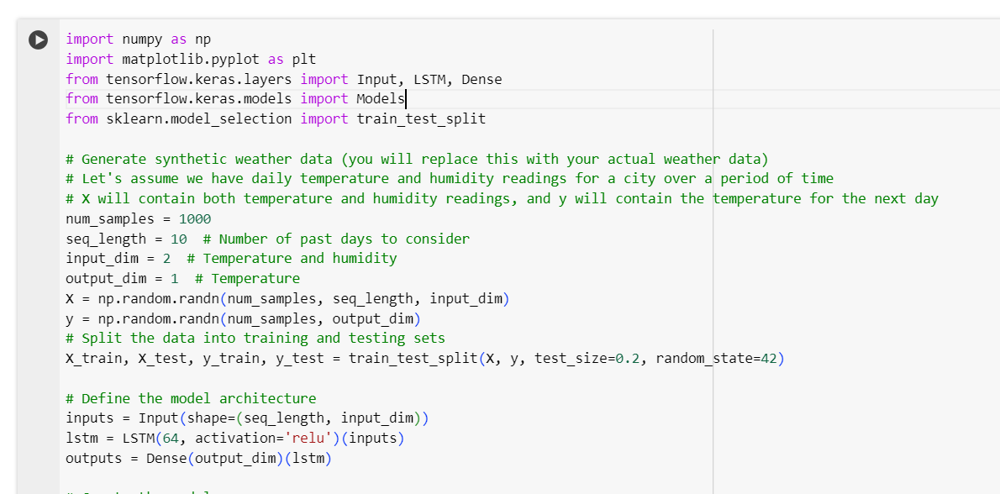 import numpy as np
import matplotlib.pyplot as plt
from tensorflow.keras.layers import Input, LSTM, Dense
from tensorflow.keras.models import Models
from sklearn.model_selection import train_test_split
# Generate synthetic weather data (you will replace this with your actual weather data)
# Let's assume we have daily temperature and humidity readings for a city over a period of time
# X will contain both temperature and humidity readings, and y will contain the temperature for the next day
num_samples = 1000
seq_length = 10  # Number of past days to consider
input_dim = 2  # Temperature and humidity
output_dim = 1  # Temperature
X = np.random.randn(num_samples, seq_length, input_dim)
y = np.random.randn(num_samples, output_dim)
# Split the data into training and testing sets
X_train, X_test, y_train, y_test = train_test_split(X, y, test_size=0.2, random_state=42)
# Define the model architecture
inputs = Input(shape=(seq_length, input_dim))
lstm = LSTM(64, activation='relu')(inputs)
outputs = Dense(output_dim)(lstm)